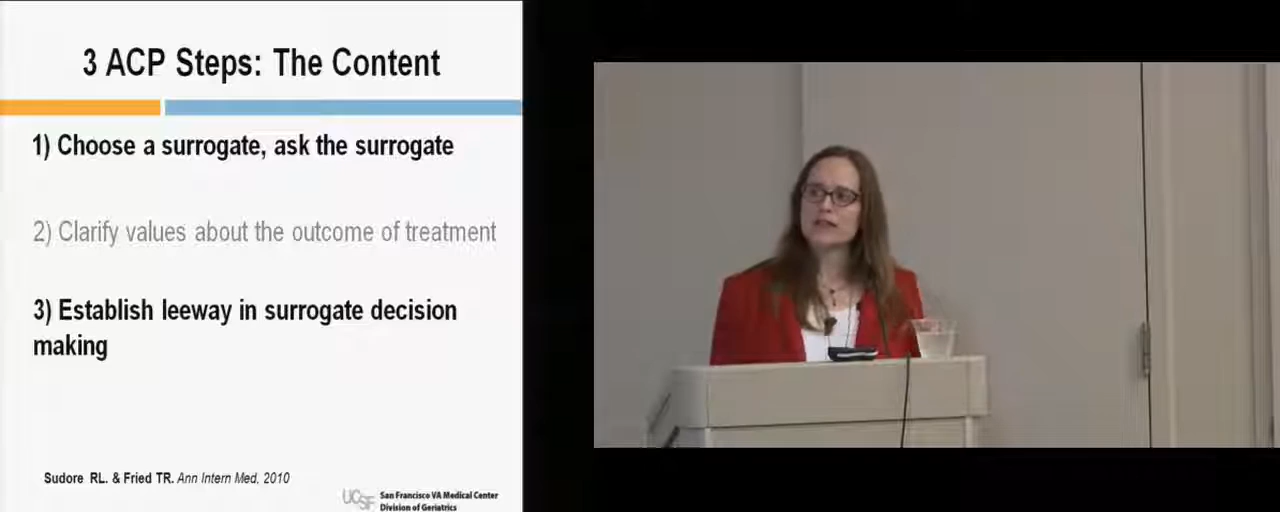 3 ACP Steps: The Content
1) Choose a surrogate, ask the surrogate
2) Clarify values about the outcome of treatment
3) Establish leeway in surrogate decision
making
Sudore RL. & Fried TR. Ann Intern Med, 2010
UCSF
San Francisco VA Medical Center
Division of Geriatrics